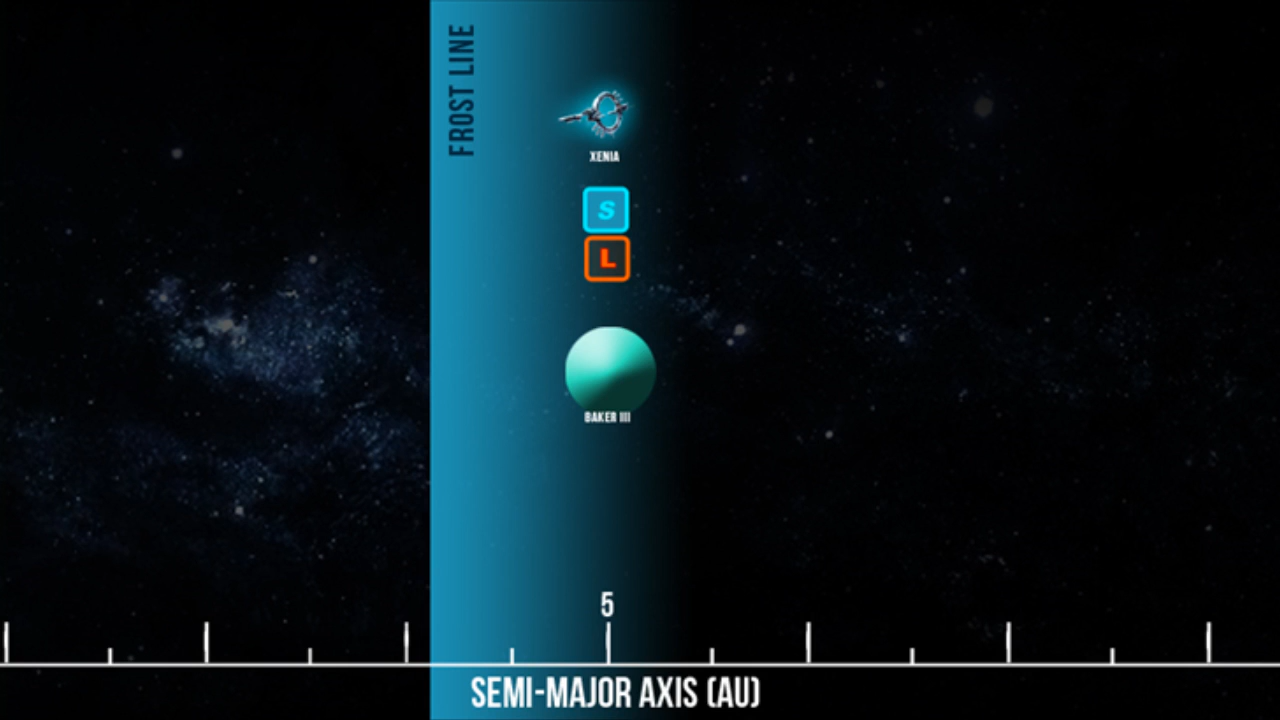 FROST LINE
XENIA
S
L
BAKER III
5
SEMI-MAJOR AXIS (AU)